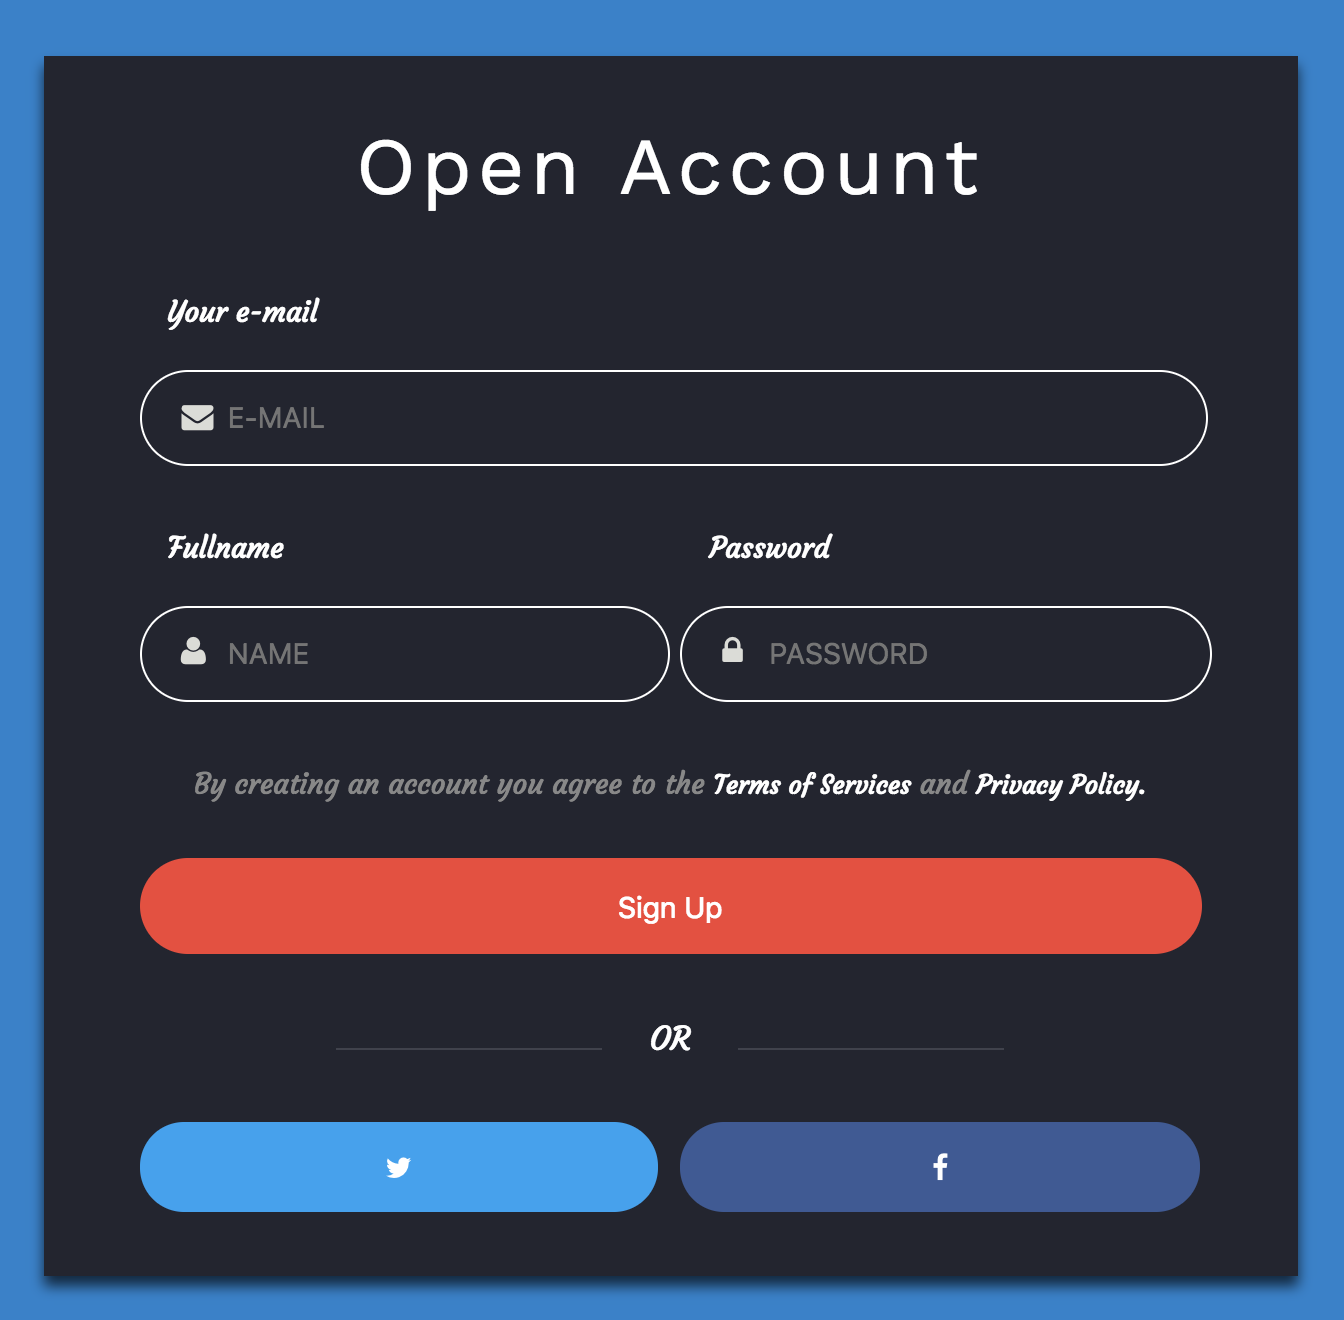 Open Account
Your e-mail
E-MAIL
Fullname
Password
NAME
PASSWORD
By creating an account you agree to the Terms of Services and Privacy Policy.
Sign Up
OR